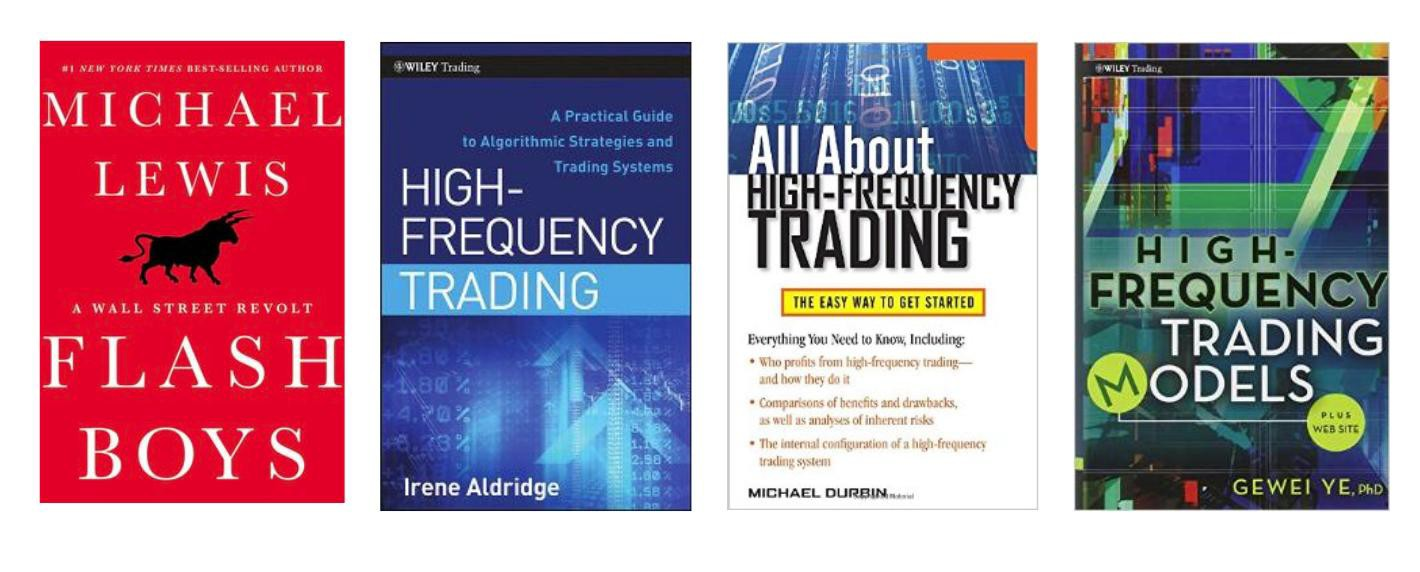 #1 NEW YORK TIMES BEST-SELLING AUTHOR
MICHAEL
LEWIS
A WALL STREET REVOLT
FLASH
BOYS
WILEY Trading
A Practical Guide
to Algorithmic Strategies and
Trading Systems
HIGH-
FREQUENCY
TRADING
Irene Aldridge
All About
HIGH-FREQUENCY
TRADING
THE EASY WAY TO GET STARTED
Everything You Need to Know, Including:
• Who profits from high-frequency trading—
and how they do it
• Comparisons of benefits and drawbacks,
as well as analyses of inherent risks
• The internal configuration of a high-frequency
trading system
MICHAEL DURBIN
WILEY Trading
HIGH-
FREQUENCY
TRADING
MODELS
PLUS
WEB SITE
GEWEI YE, PhD